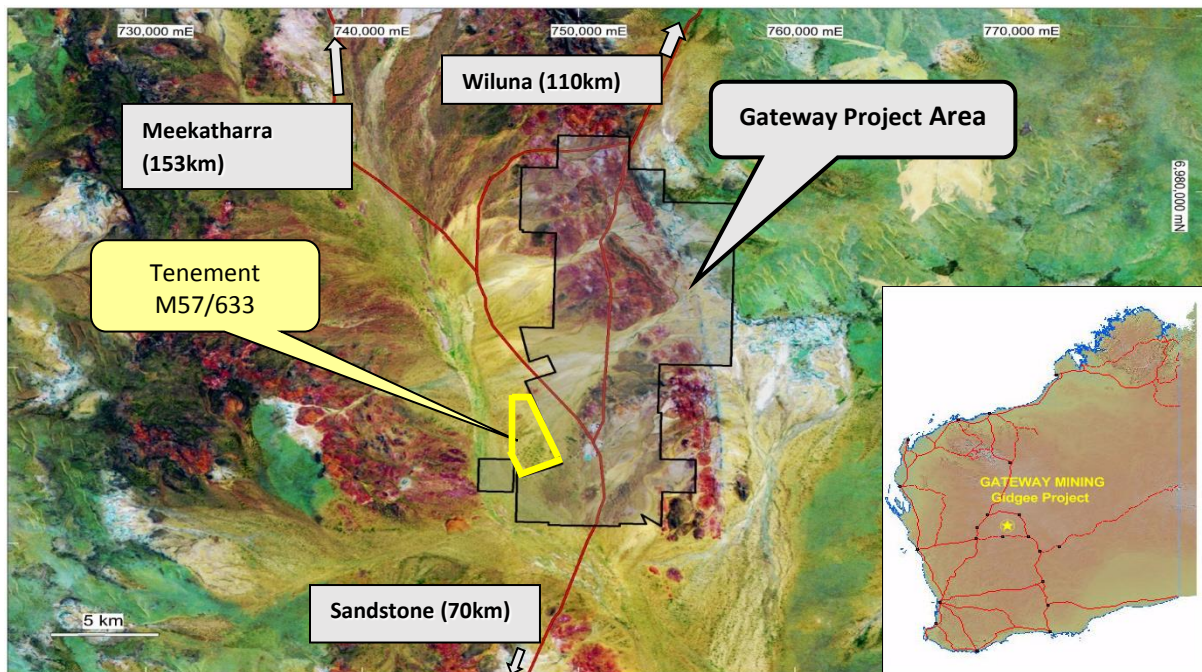 730,000 mE
740,000 mE
750,000 mE
760,000 mE
770,000 mE
Wiluna (110km)
Meekatharra
(153km)
Gateway Project Area
6,980,000 mN
Tenement
M57/633
GATEWAY MINING
Gidgee Project
Sandstone (70km)
5 km